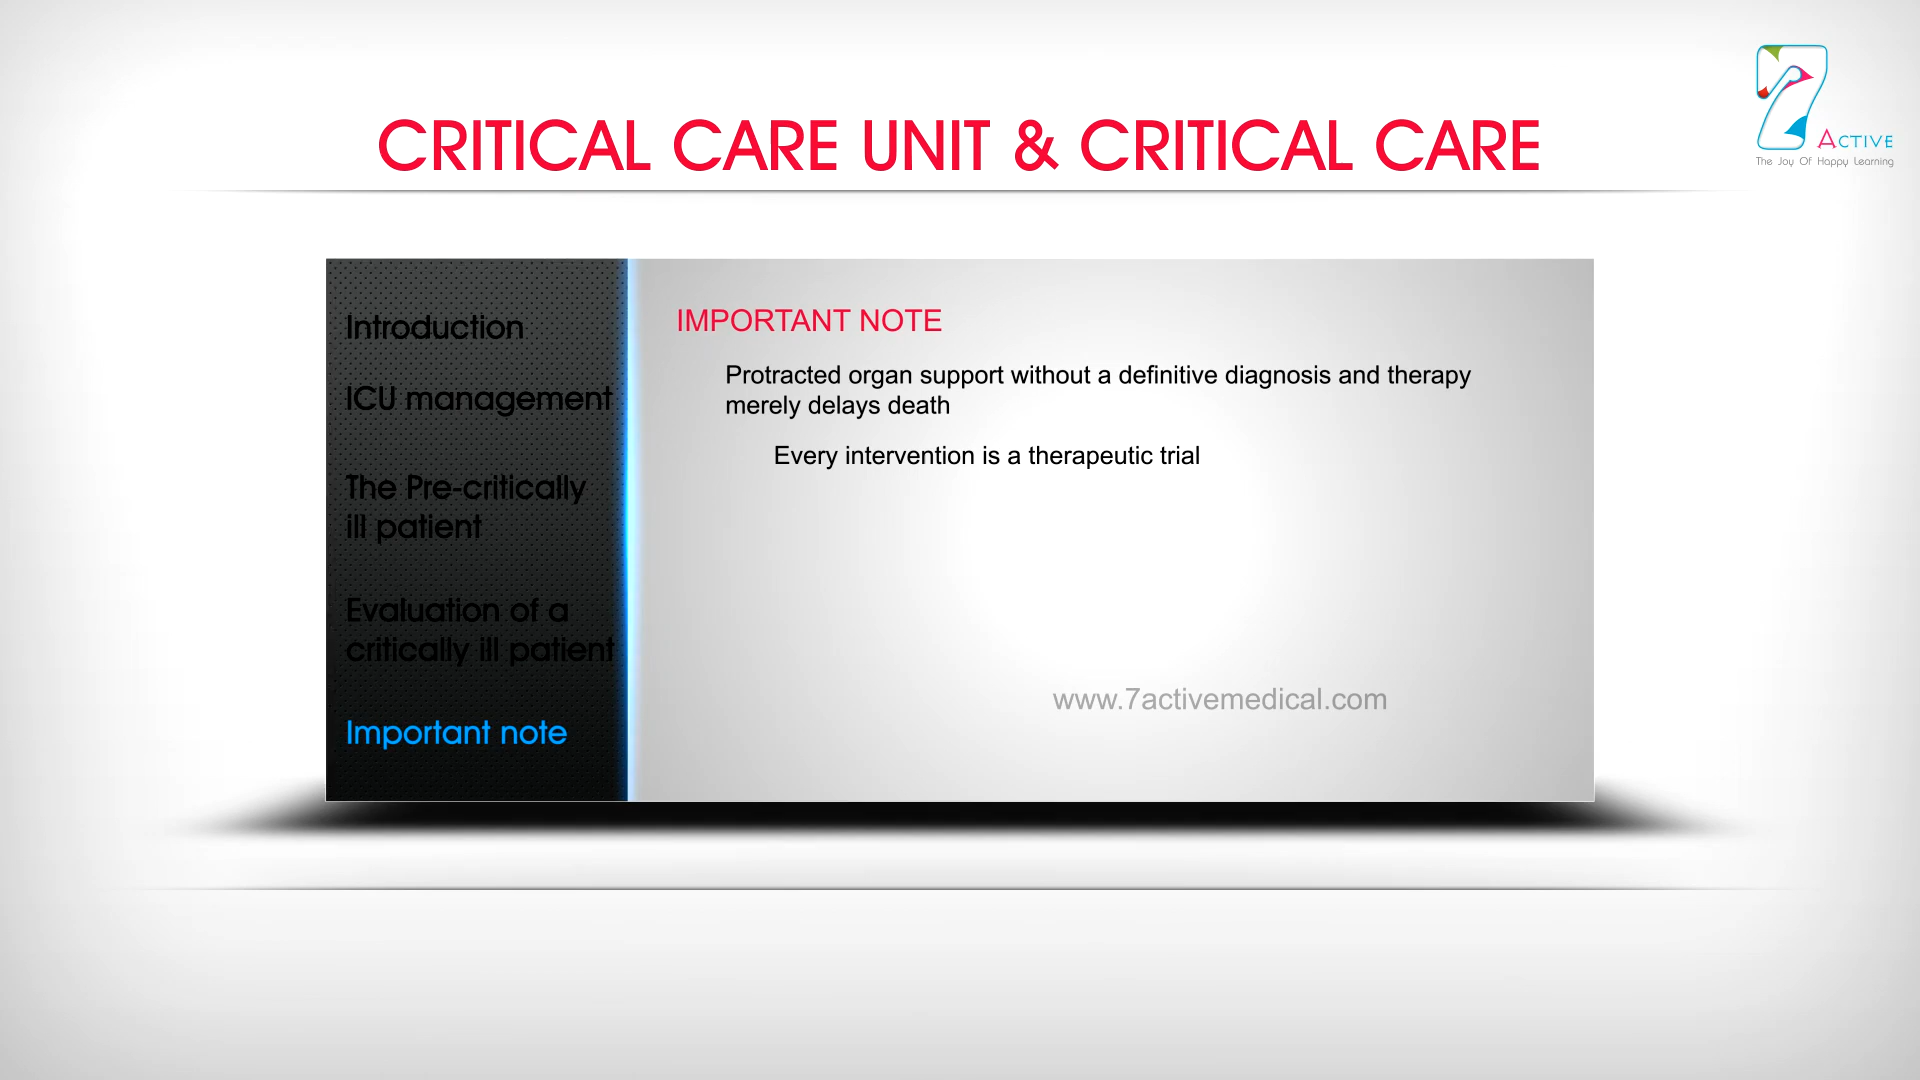 CRITICAL CARE UNIT & CRITICAL CARE
7 ACTIVE
The Joy Of Happy Learning
Introduction
ICU management
The Pre-critically
ill patient
Evaluation of a
critically ill patient
Important note
IMPORTANT NOTE
Protracted organ support without a definitive diagnosis and therapy
merely delays death
Every intervention is a therapeutic trial
www.7activemedical.com